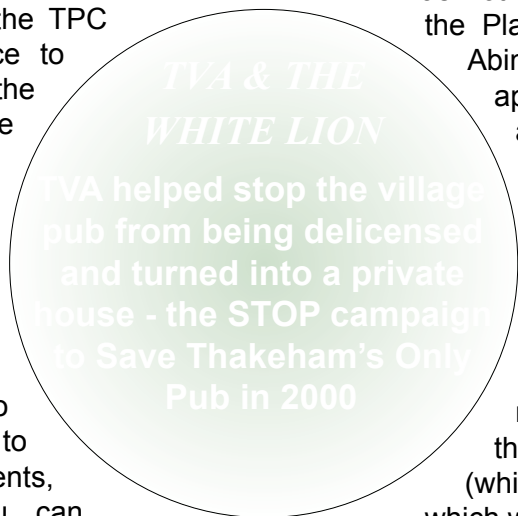 the TPC
ce to
the
e
TVA & THE
WHITE LION
TVA helped stop the village
pub from being delicensed
and turned into a private
house - the STOP campaign
to Save Thakeham's Only
Pub in 2000
the Pla
Abin
ap
a
to
ents,
can
th
(whi
which w